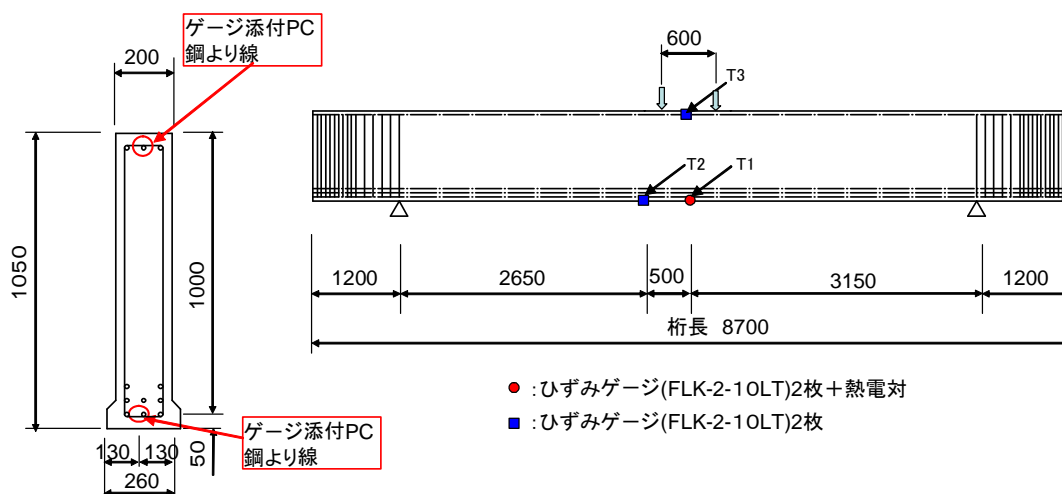 ゲージ添付PC
鋼より線
200
1050
1000
130
130
50
260
ゲージ添付PC
鋼より線
600
T3
T2
T1
1200
2650
500
3150
1200
桁長 8700
:ひずみゲージ(FLK-2-10LT)2枚+熱電対
:ひずみゲージ(FLK-2-10LT)2枚